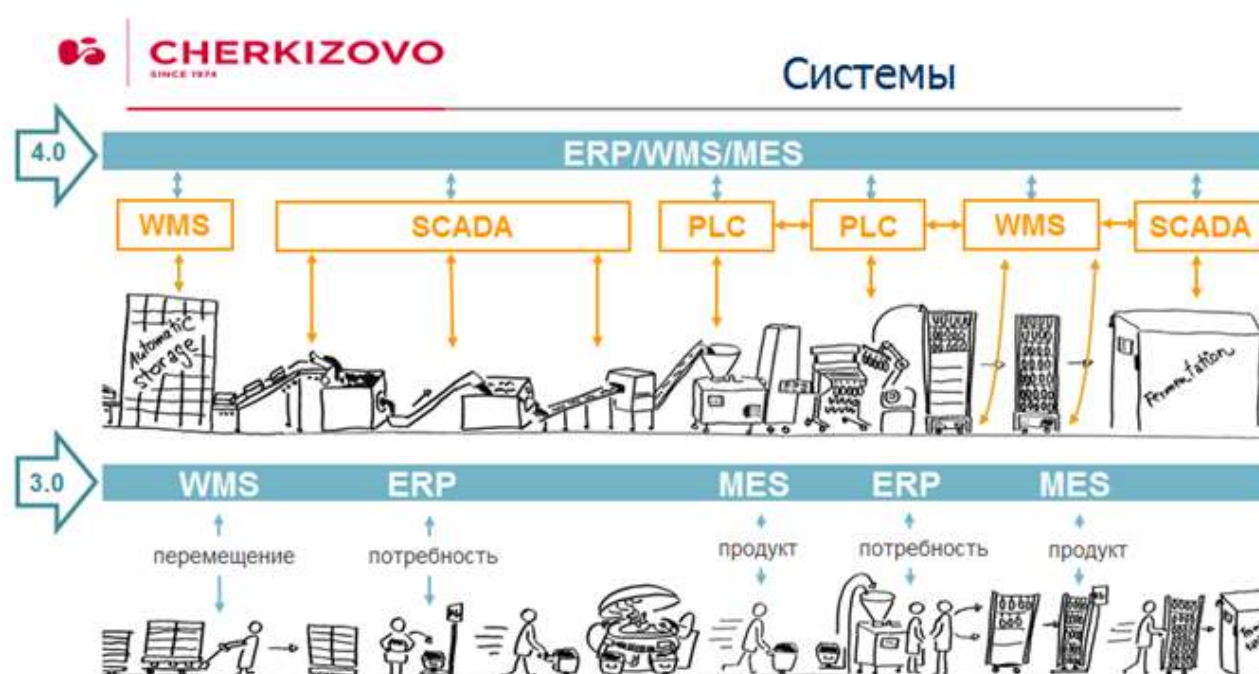 CHERKIZOVO
SINCE 1974
Системы
4.0
ERP/WMS/MES
WMS
SCADA
PLC
PLC
WMS
SCADA
Automatic
storage
Fermentation
3.0
WMS
ERP
MES
ERP
MES
перемещение
потребность
продукт
потребность
продукт